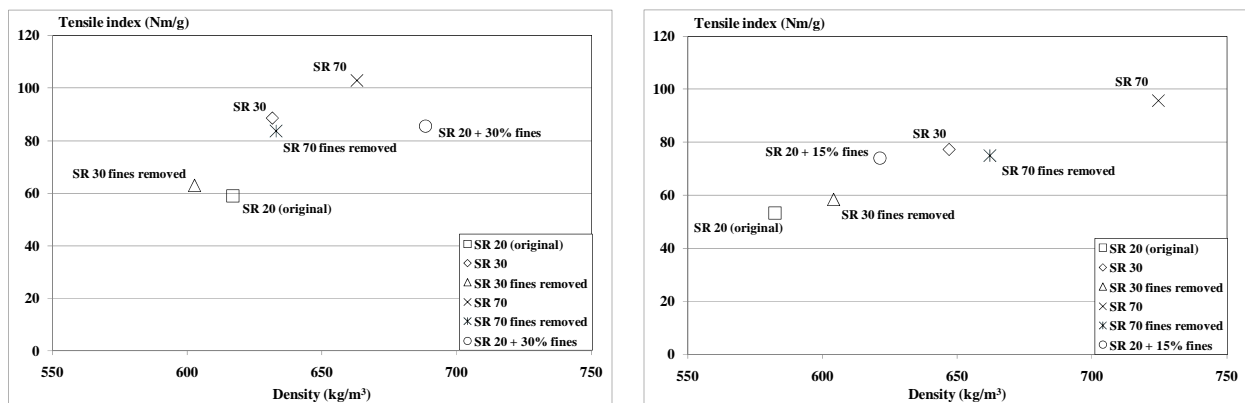 Tensile index (Nm/g)
120
100
80
60
40
20
0
SR 70
SR 30
SR 70 fines removed
SR 20 + 30% fines
SR 30 fines removed
SR 20 (original)
SR 20 (original)
SR 30
SR 30 fines removed
SR 70
SR 70 fines removed
SR 20 + 30% fines
550 600 650 700 750
Density (kg/m³)
Tensile index (Nm/g)
120
100
80
60
40
20
0
SR 70
SR 30
SR 20 + 15% fines
SR 70 fines removed
SR 30 fines removed
SR 20 (original)
SR 20 (original)
SR 30
SR 30 fines removed
SR 70
SR 70 fines removed
SR 20 + 15% fines
550 600 650 700 750
Density (kg/m³)